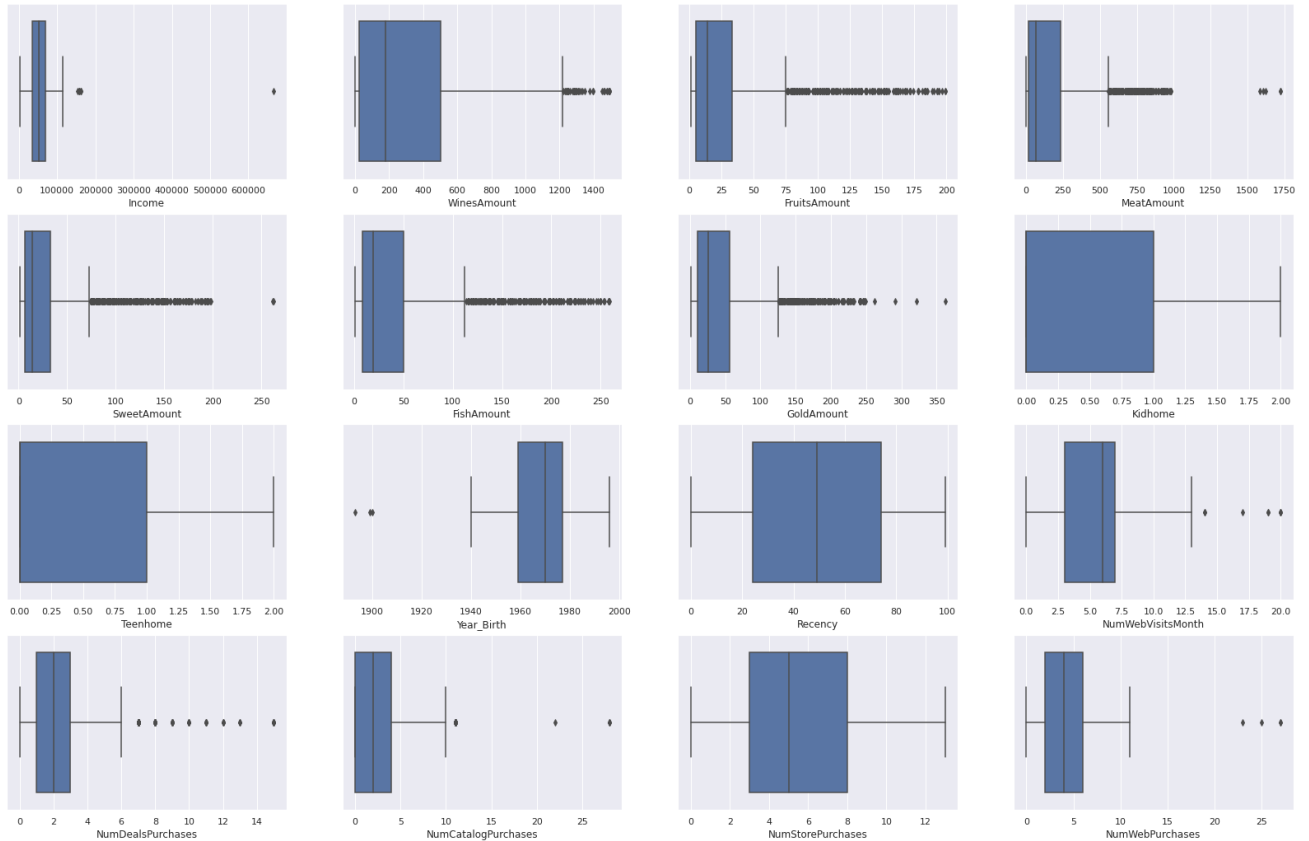 0 100000 200000 300000 400000 500000 600000
Income
0 200 400 600 800 1000 1200 1400
WinesAmount
0 25 50 75 100 125 150 175 200
FruitsAmount
0 250 500 750 1000 1250 1500 1750
MeatAmount
0 50 100 150 200 250
SweetAmount
0 50 100 150 200 250
FishAmount
0 50 100 150 200 250 300 350
GoldAmount
0.00 0.25 0.50 0.75 1.00 1.25 1.50 1.75 2.00
Kidhome
0.00 0.25 0.50 0.75 1.00 1.25 1.50 1.75 2.00
Teenhome
1900 1920 1940 1960 1980 2000
Year_Birth
0 20 40 60 80 100
Recency
0.0 2.5 5.0 7.5 10.0 12.5 15.0 17.5 20.0
NumWebVisitsMonth
0 2 4 6 8 10 12 14
NumDealsPurchases
0 5 10 15 20 25
NumCatalogPurchases
0 2 4 6 8 10 12
NumStorePurchases
0 5 10 15 20 25
NumWebPurchases